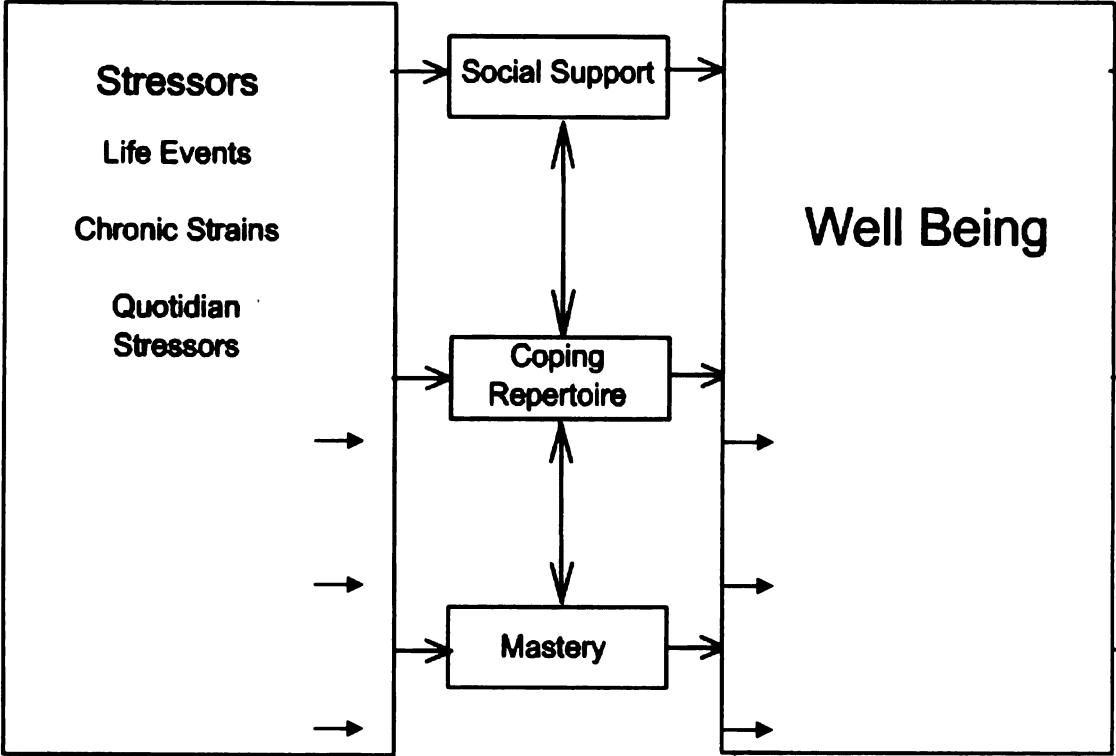 Stressors
Life Events
Chronic Strains
Quotidian
Stressors
Social Support
Coping
Repertoire
Mastery
Well Being